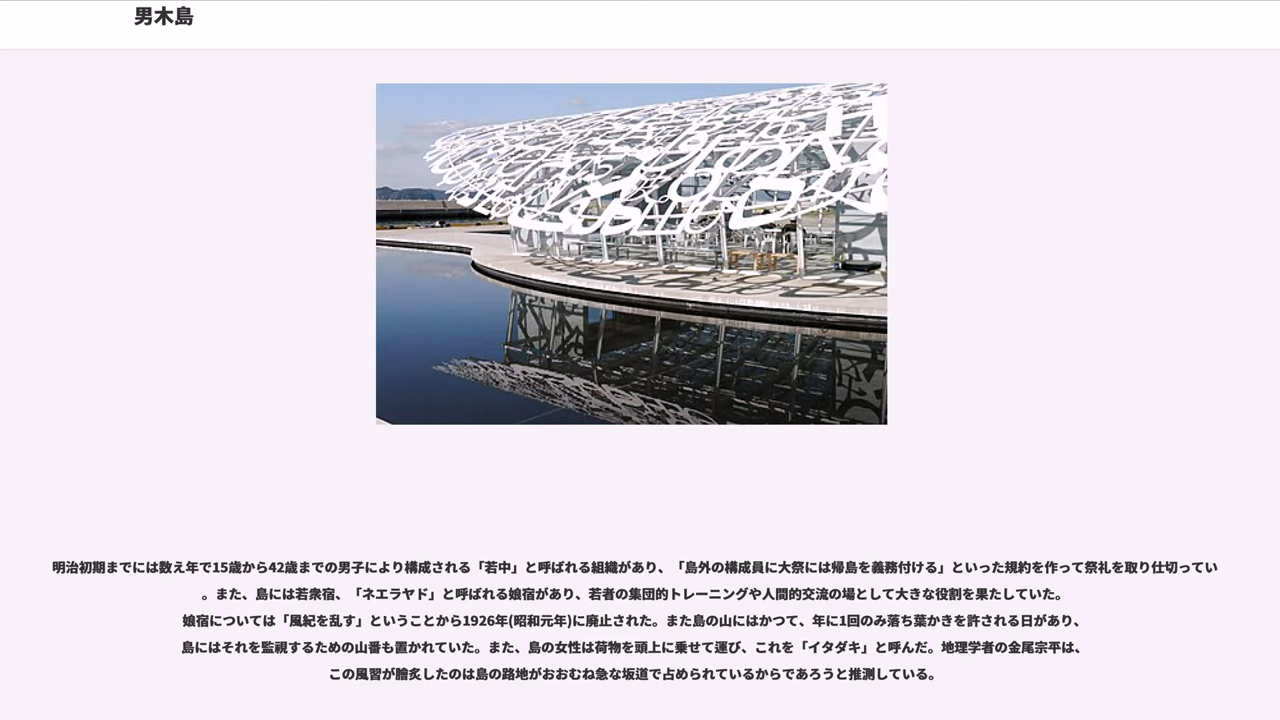 男木島
明治初期までには数え年で15歳から42歳までの男子により構成される「若中」と呼ばれる組織があり、「島外の構成員に大祭には帰島を義務付ける」といった規約を作って祭礼を取り仕切ってい
。また、島には若衆宿、「ネエラヤド」と呼ばれる娘宿があり、若者の集団的トレーニングや人間的交流の場として大きな役割を果たしていた。
娘宿については「風紀を乱す」ということから1926年(昭和元年)に廃止された。また島の山にはかつて、年に1回のみ落ち葉かきを許される日があり、
島にはそれを監視するための山番も置かれていた。また、島の女性は荷物を頭上に乗せて運び、これを「イタダキ」と呼んだ。地理学者の金尾宗平は、
この風習が膾炙したのは島の路地がおおむね急な坂道で占められているからであろうと推測している。